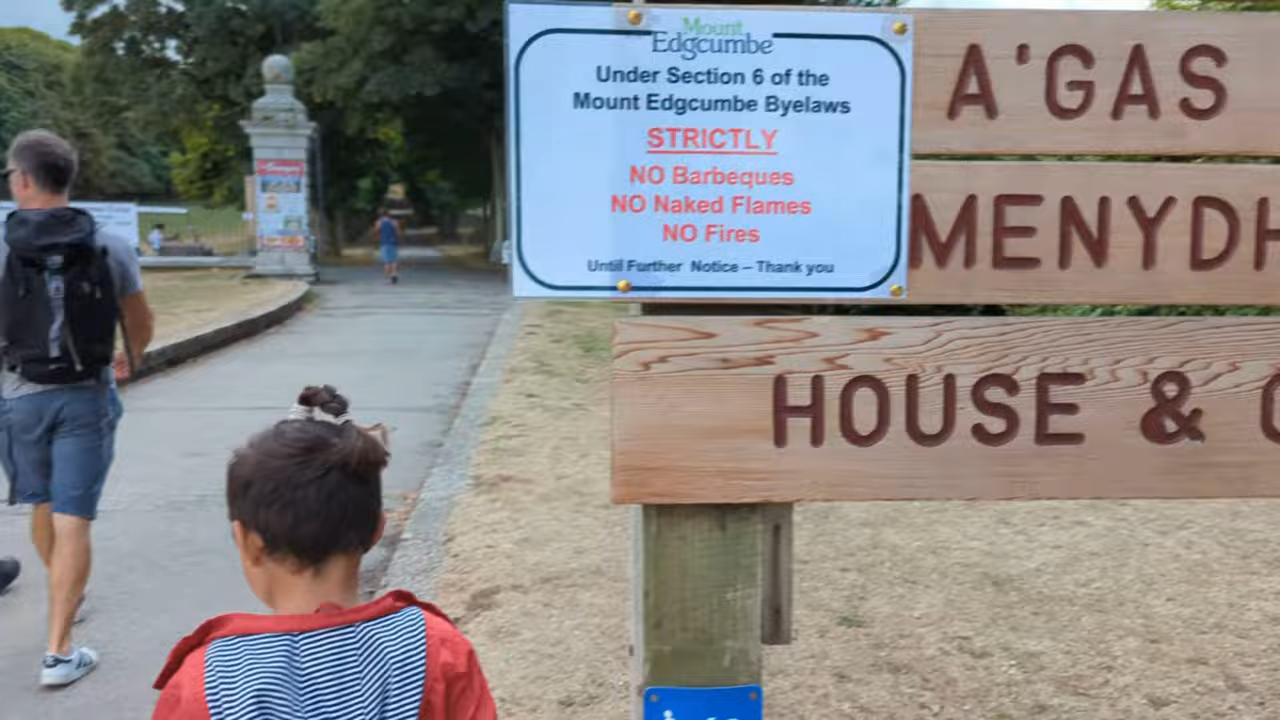 Mount
Edgcumbe
Under Section 6 of the
Mount Edgcumbe Byelaws
STRICTLY
NO Barbeques
NO Naked Flames
NO Fires
Until Further Notice – Thank you
A'GAS
MENYDH
HOUSE &